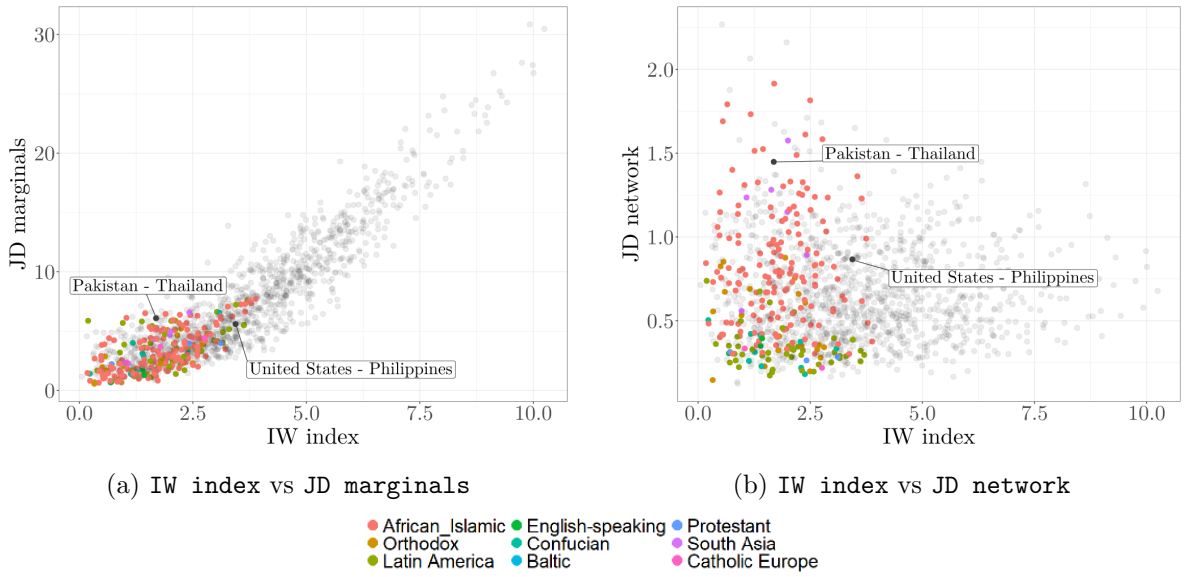 30
20
10
0
JD marginals
Pakistan - Thailand
United States - Philippines
0.0 2.5 5.0 7.5 10.0
IW index
(a) IW index vs JD marginals
2.0
1.5
1.0
0.5
JD network
Pakistan - Thailand
United States - Philippines
0.0 2.5 5.0 7.5 10.0
IW index
(b) IW index vs JD network
African_Islamic English-speaking Protestant
Orthodox Confucian South Asia
Latin America Baltic Catholic Europe